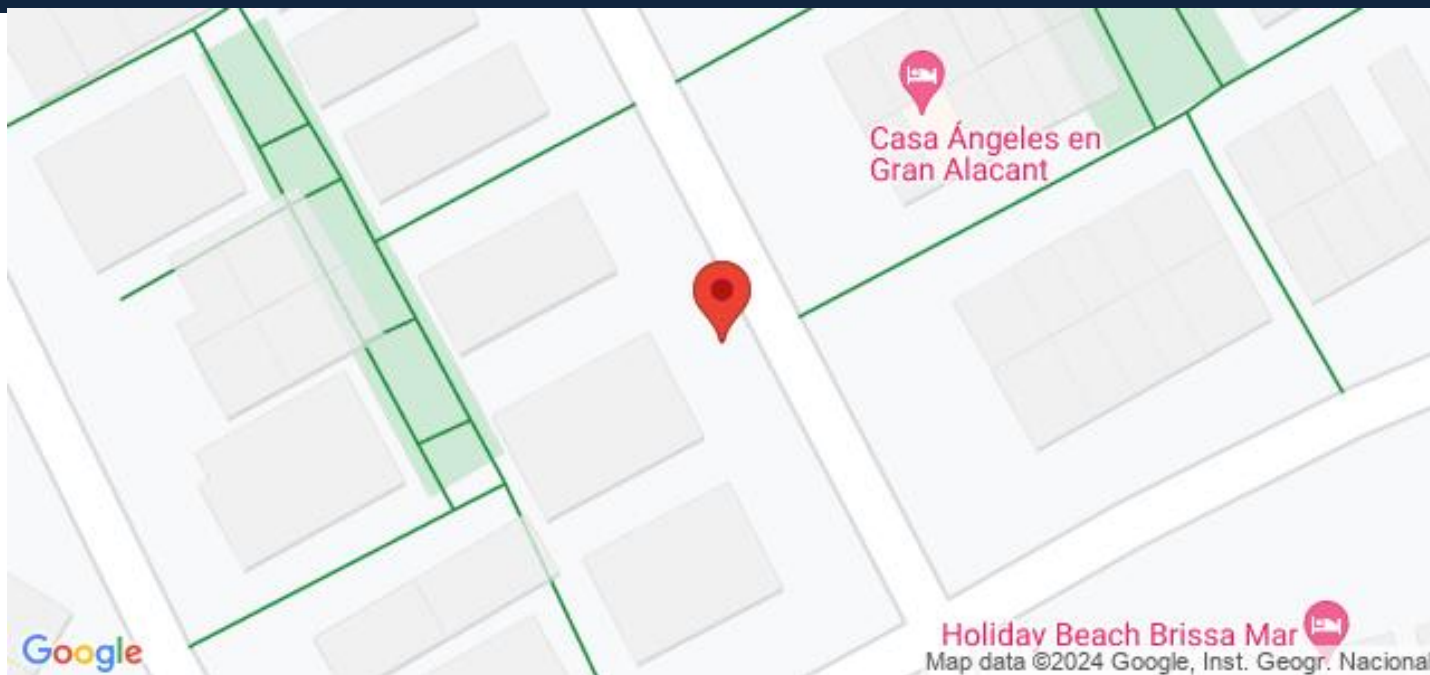 Casa Ángeles en
Gran Alacant
Holiday Beach Brissa Mar
Google
Map data ©2024 Google, Inst. Geogr. Nacional